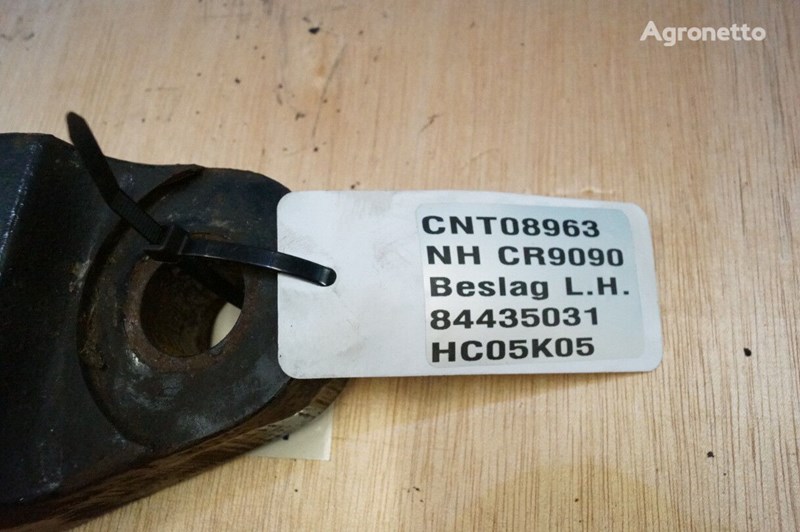 Agronetto
CNT08963
NH CR9090
Beslag L.H.
84435031
HC05K05